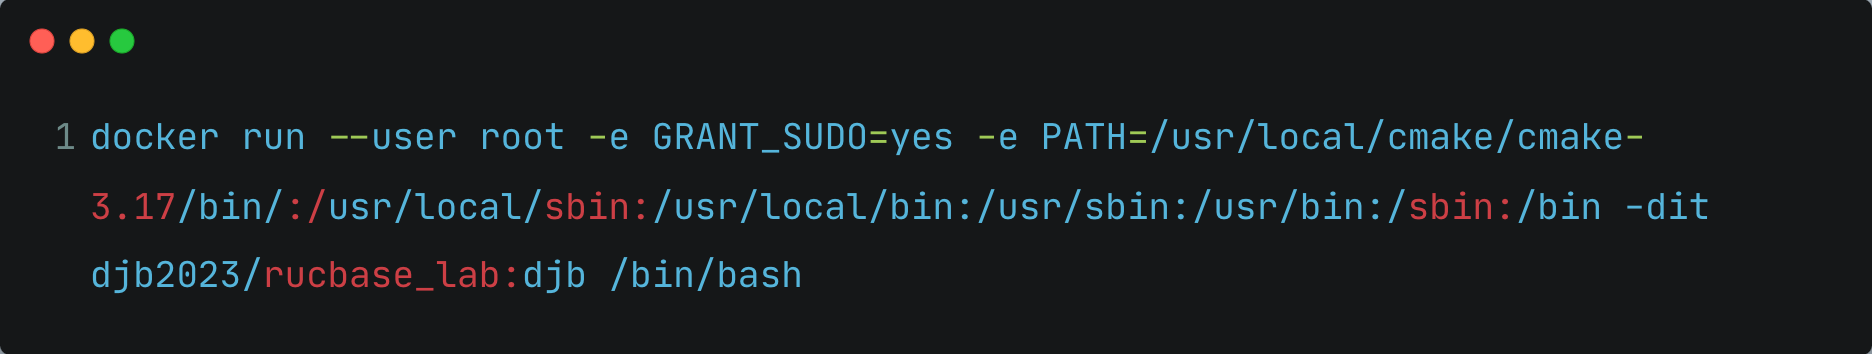 1 docker run --user root -e GRANT_SUDO=yes -e PATH=/usr/local/cmake/cmake-
3.17/bin/:/usr/local/sbin:/usr/local/bin:/usr/sbin:/usr/bin:/sbin:/bin -dit
djb2023/rucbase_lab:djb /bin/bash